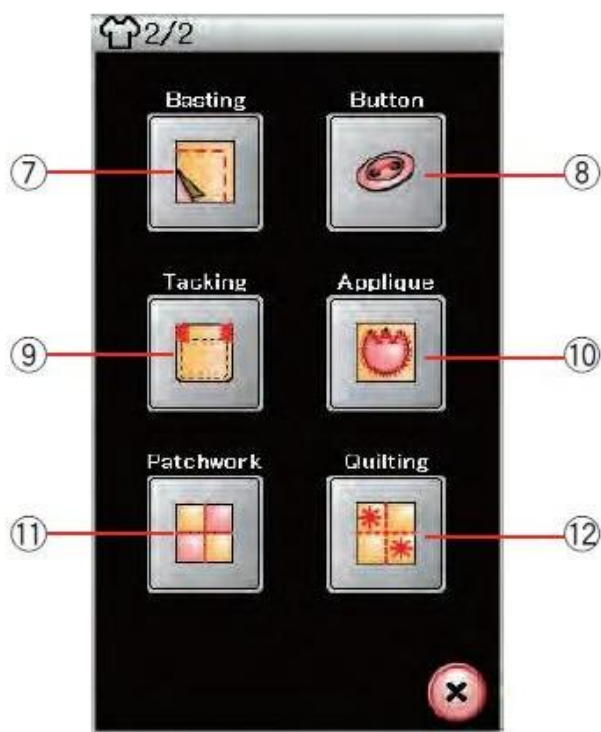 2/2
Basting Button
⑦ ⑧
Tacking Applique
⑨ ⑩
Patchwork Quilting
⑪ ⑫